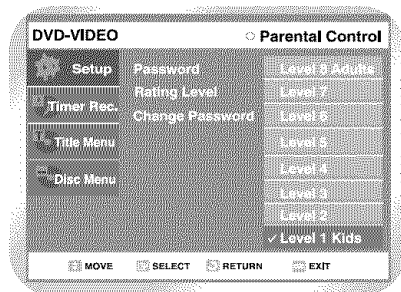 DVD-VIDEO
Parental Control
Setup
Timer Rec.
Title Menu
Disc Menu
Password
Rating Level
Change Password
Level 8 Adults
Level 7
Level 6
Level 5
Level 4
Level 3
Level 2
✓ Level 1 Kids
MOVE SELECT RETURN EXIT